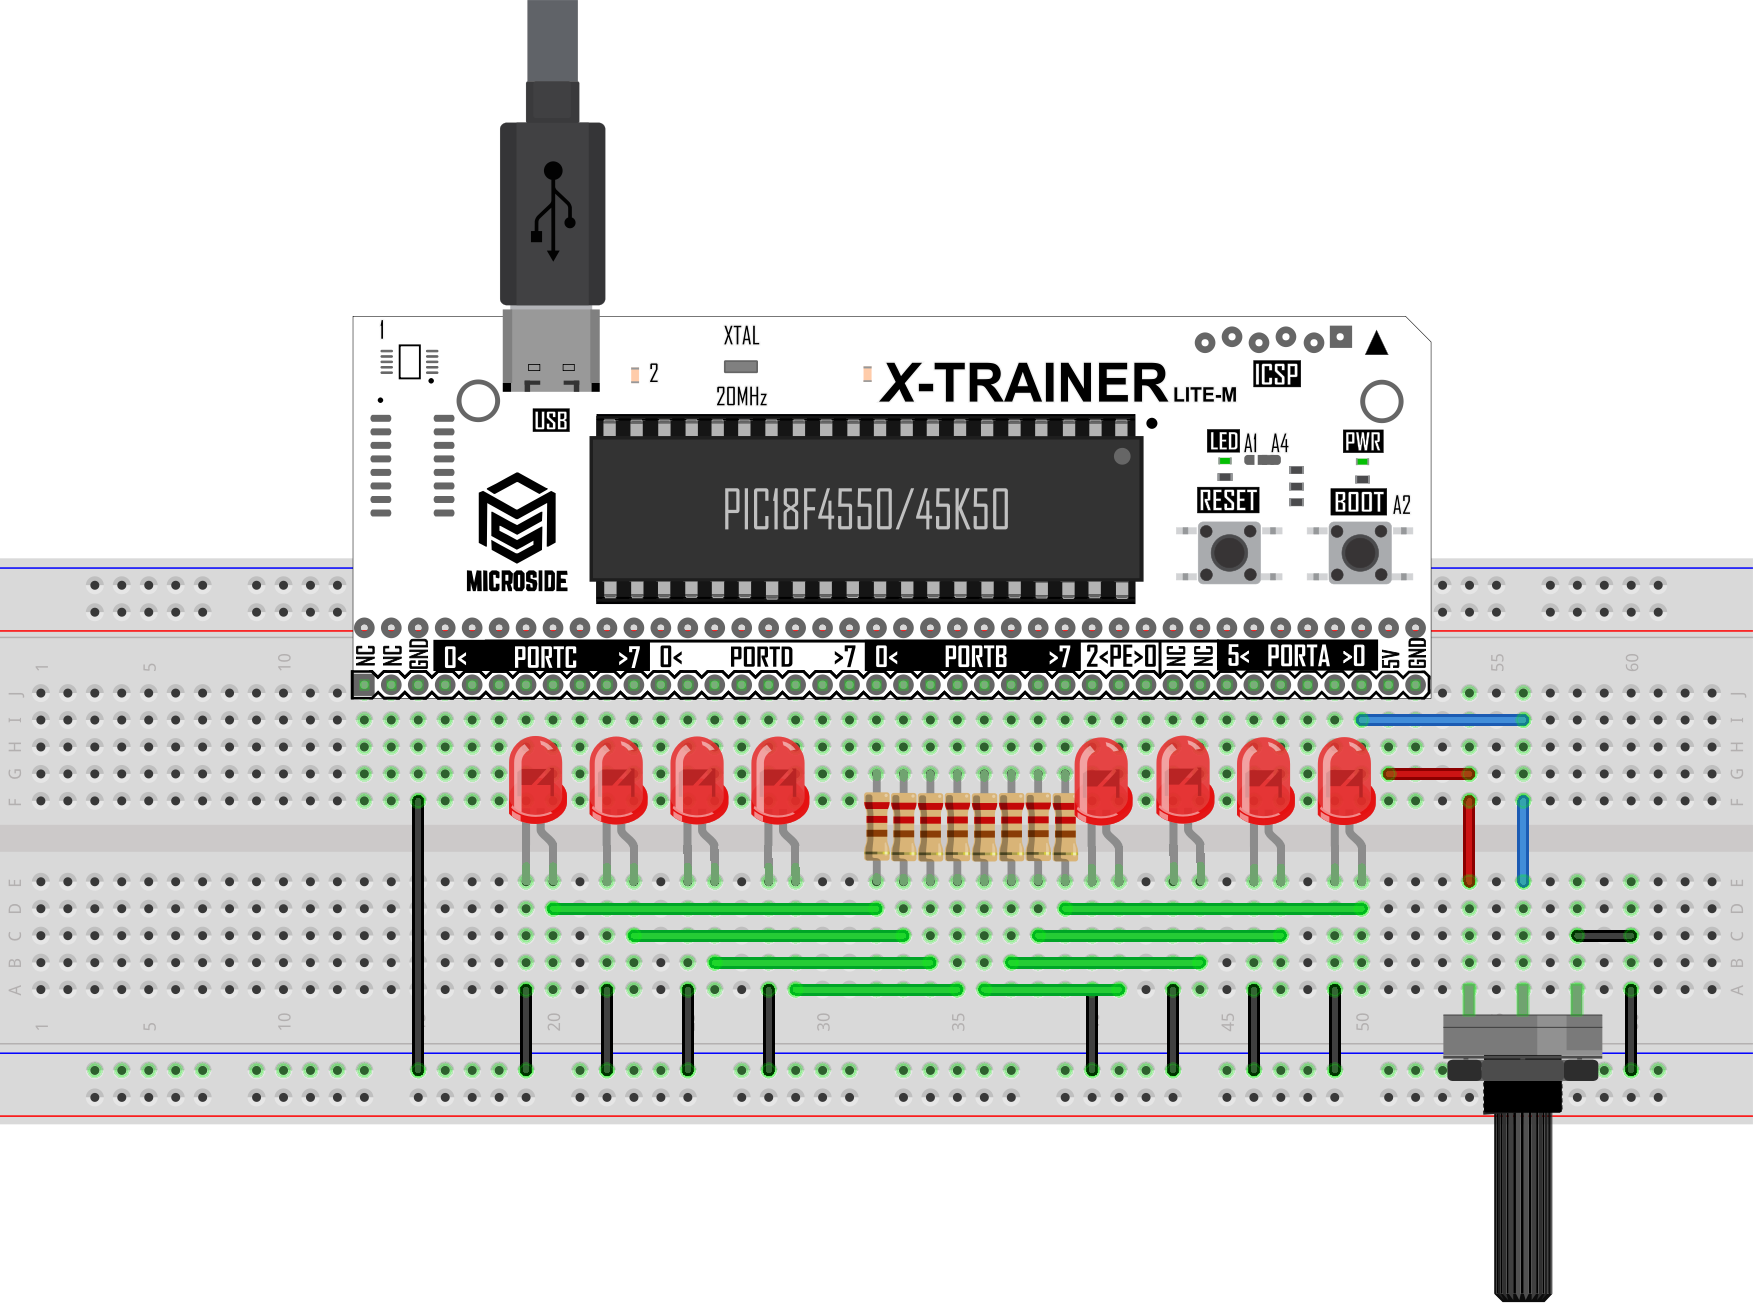 1
XTAL
2
20MHz
X-TRAINER LITE-M
ICSP
USB
LED A1 A4
PWR
RESET
BOOT A2
PIC18F4550/45K50
MICROSIDE
NC NC GND 0< PORTC >7 0< PORTD >7 0< PORTB >7 2<PE>0 NC NC 5< PORTA >0 5V GND
1 5 10 55 60
J J
I I
H H
G G
F F
E E
D D
C C
B B
A A
1 5 10 20 30 35 45 50